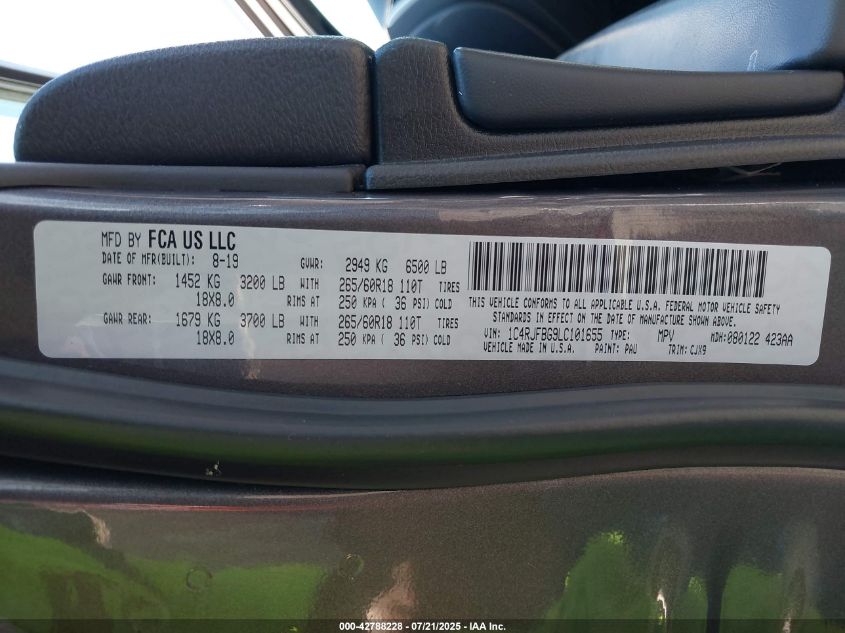 MFD BY FCA US LLC
DATE OF MFR(BUILT): 8-19 GVWR: 2949 KG 6500 LB
GAWR FRONT: 1452 KG 3200 LB WITH 265/60R18 110T TIRES
18X8.0 RIMS AT 250 KPA ( 36 PSI) COLD
GAWR REAR: 1679 KG 3700 LB WITH 265/60R18 110T TIRES
18X8.0 RIMS AT 250 KPA ( 36 PSI) COLD
THIS VEHICLE CONFORMS TO ALL APPLICABLE U.S.A. FEDERAL MOTOR VEHICLE SAFETY
STANDARDS IN EFFECT ON THE DATE OF MANUFACTURE SHOWN ABOVE.
VIN: 1C4RJFBG9LC101655 TYPE: MPV MDH:080122 423AA
VEHICLE MADE IN U.S.A. PAINT: PAU TRIM: CJX9
000-42788228 - 07/21/2025 - IAA Inc.